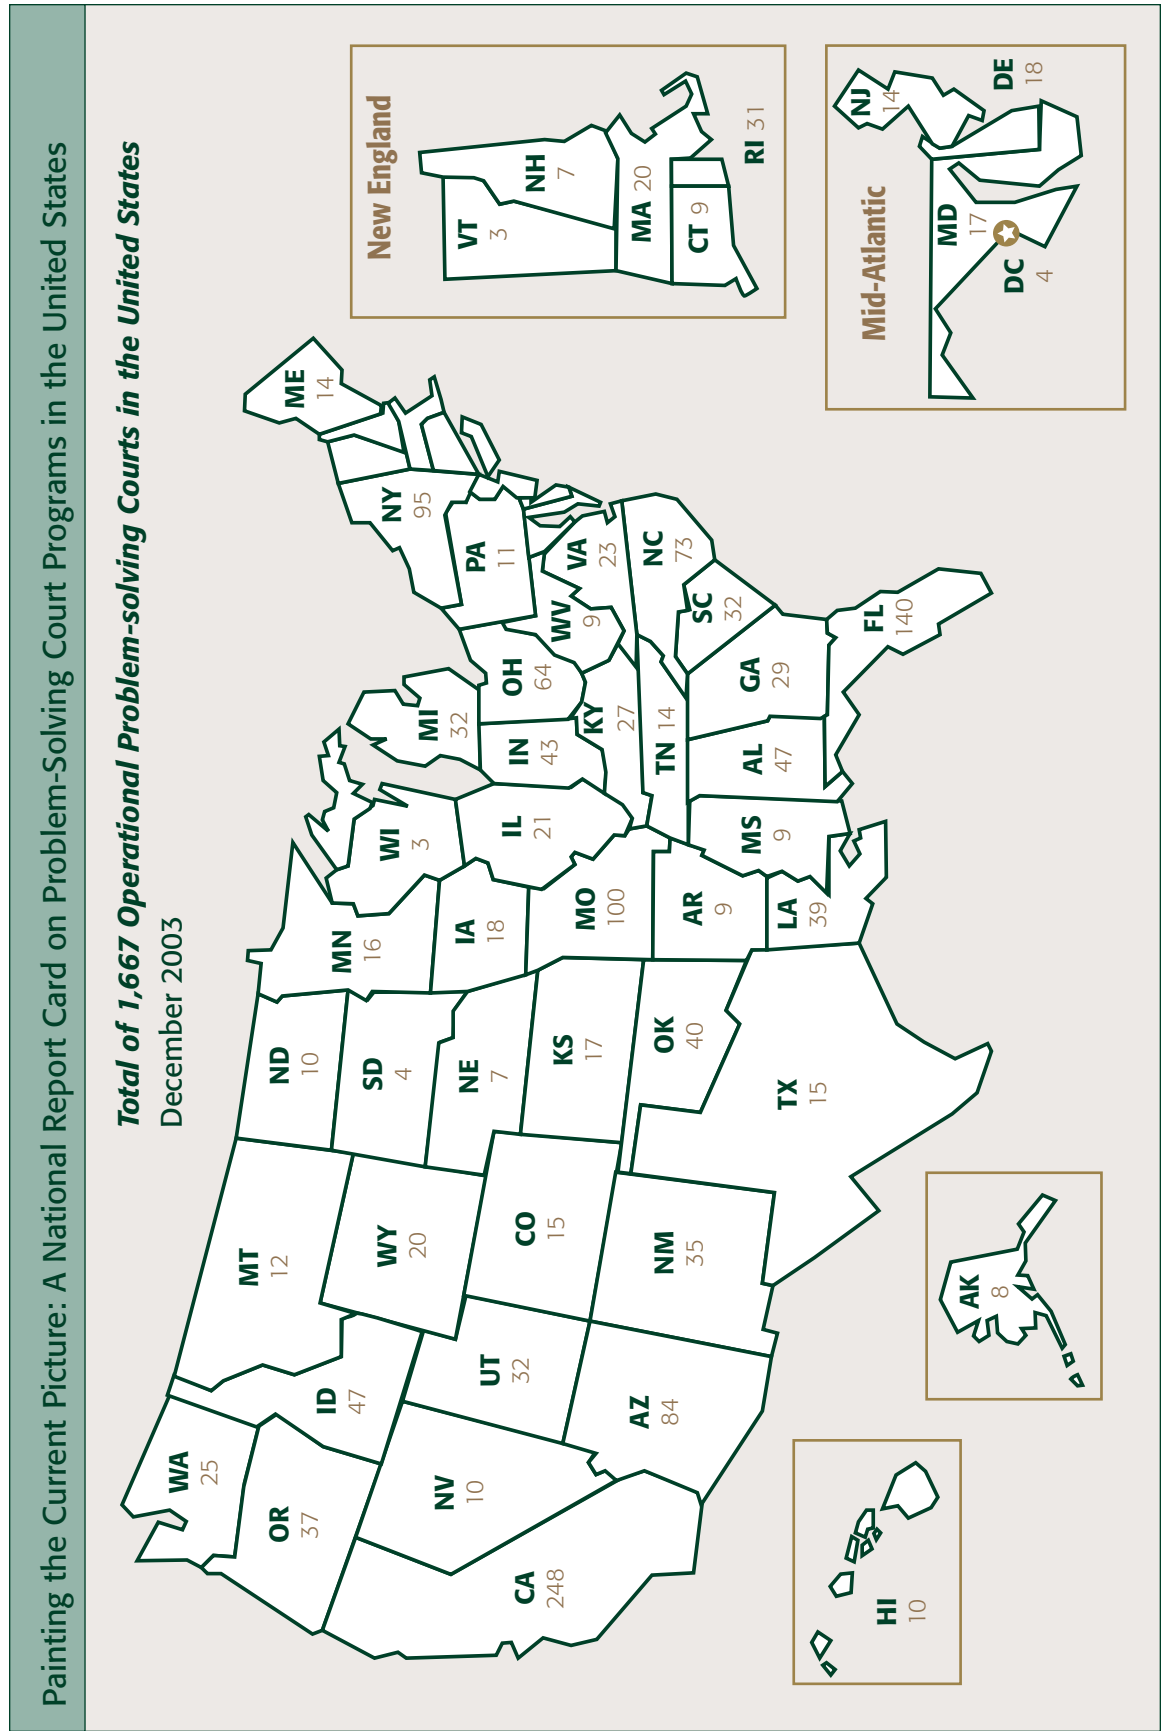 Painting the Current Picture: A National Report Card on Problem-Solving Court Programs in the United States
Total of 1,667 Operational Problem-solving Courts in the United States
December 2003
WA
25
OR
37
CA
248
NV
10
ID
47
MT
12
WY
20
UT
32
AZ
84
CO
15
NM
35
ND
10
SD
4
NE
7
KS
17
OK
40
TX
15
MN
16
IA
18
MO
100
AR
9
LA
39
WI
3
IL
21
MS
9
MI
32
IN
43
OH
64
KY
27
TN 14
AL
47
GA
29
FL
140
SC
32
NC
73
VA
23
WV
9
PA
11
NY
95
ME
14
New England
VT
3
NH
7
MA 20
CT 9
RI 31
Mid-Atlantic
NJ
14
DE
18
MD
17
DC
4
AK
8
HI
10